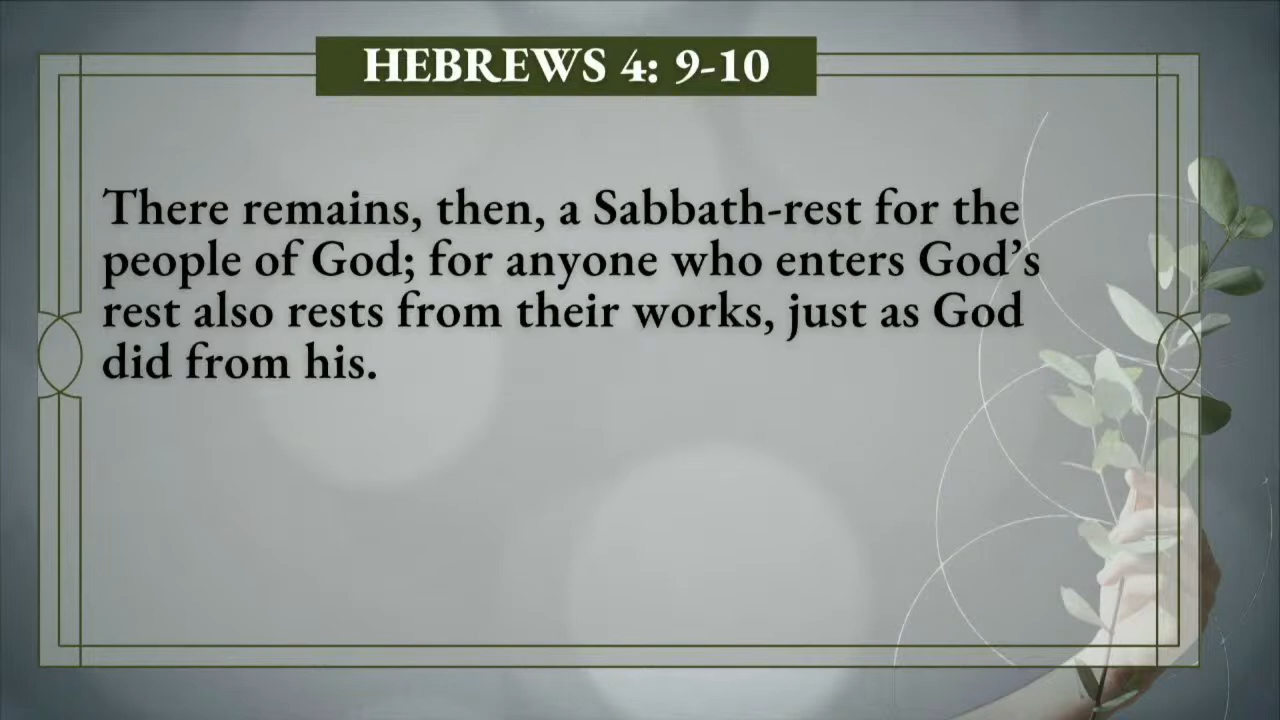 HEBREWS 4: 9-10
There remains, then, a Sabbath-rest for the
people of God; for anyone who enters God’s
rest also rests from their works, just as God
did from his.